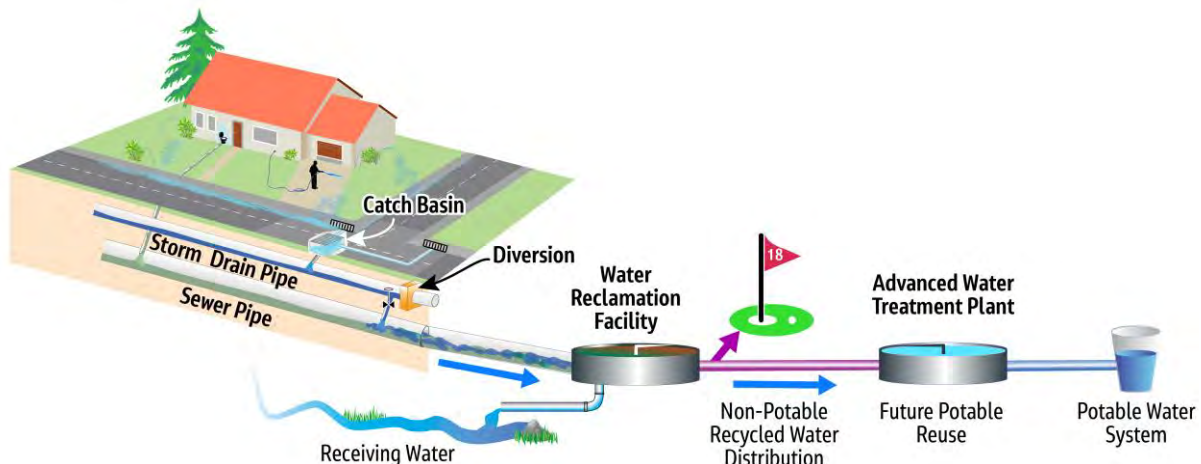 Catch Basin
Storm Drain Pipe
Sewer Pipe
Diversion
Water
Reclamation
Facility
18
Advanced Water
Treatment Plant
Receiving Water
Non-Potable
Recycled Water
Distribution
Future Potable
Reuse
Potable Water
System